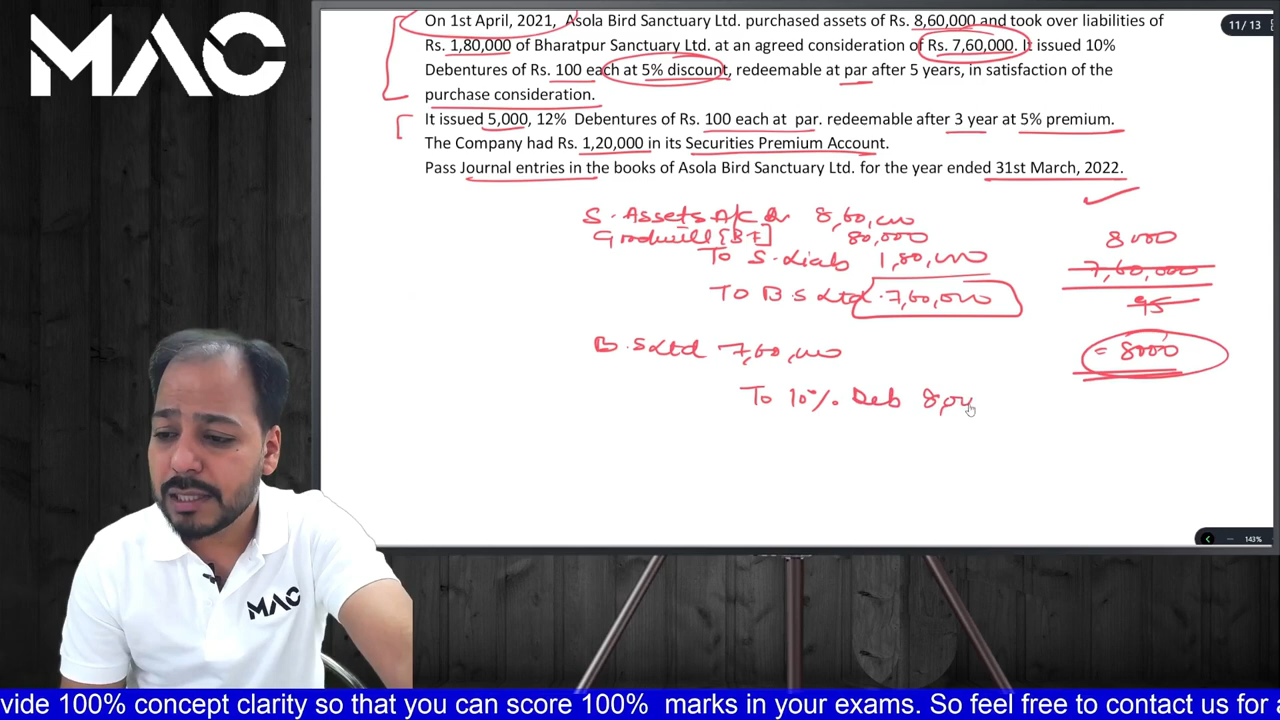 MAC
11 / 13
On 1st April, 2021, Asola Bird Sanctuary Ltd. purchased assets of Rs. 8,60,000 and took over liabilities of
Rs. 1,80,000 of Bharatpur Sanctuary Ltd. at an agreed consideration of Rs. 7,60,000. It issued 10%
Debentures of Rs. 100 each at 5% discount, redeemable at par after 5 years, in satisfaction of the
purchase consideration.
It issued 5,000, 12% Debentures of Rs. 100 each at par. redeemable after 3 year at 5% premium.
The Company had Rs. 1,20,000 in its Securities Premium Account.
Pass Journal entries in the books of Asola Bird Sanctuary Ltd. for the year ended 31st March, 2022.
S. Assets A/C Dr 8,60,000
Goodwill [BF] 80,000
To S. Liab 1,80,000
To B.S Ltd. 7,60,000
8000
7,60,000
95
= 8000
B.S Ltd 7,60,000
To 10% Deb 8,00
143%
MAC
vide 100% concept clarity so that you can score 100% marks in your exams. So feel free to contact us for a